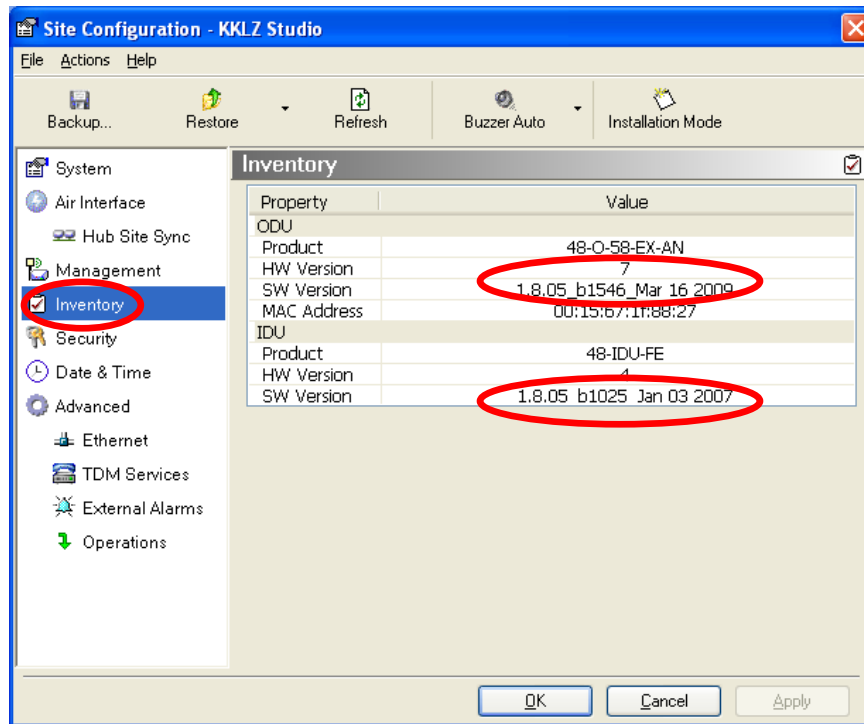 Site Configuration - KKLZ Studio
File Actions Help
Backup... Restore Refresh Buzzer Auto Installation Mode
System
Air Interface
Hub Site Sync
Management
Inventory
Security
Date & Time
Advanced
Ethernet
TDM Services
External Alarms
Operations
Inventory
Property Value
ODU
Product 48-O-58-EX-AN
HW Version 7
SW Version 1.8.05_b1546_Mar 16 2009
MAC Address 00:15:67:1f:88:27
IDU
Product 48-IDU-FE
HW Version 4
SW Version 1.8.05_b1025_Jan 03 2007
OK Cancel Apply